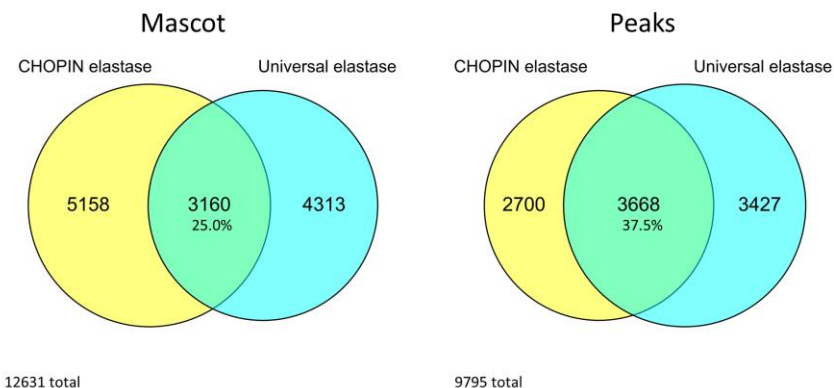 Mascot
CHOPIN elastase
Universal elastase
5158
3160
25.0%
4313
12631 total
Peaks
CHOPIN elastase
Universal elastase
2700
3668
37.5%
3427
9795 total